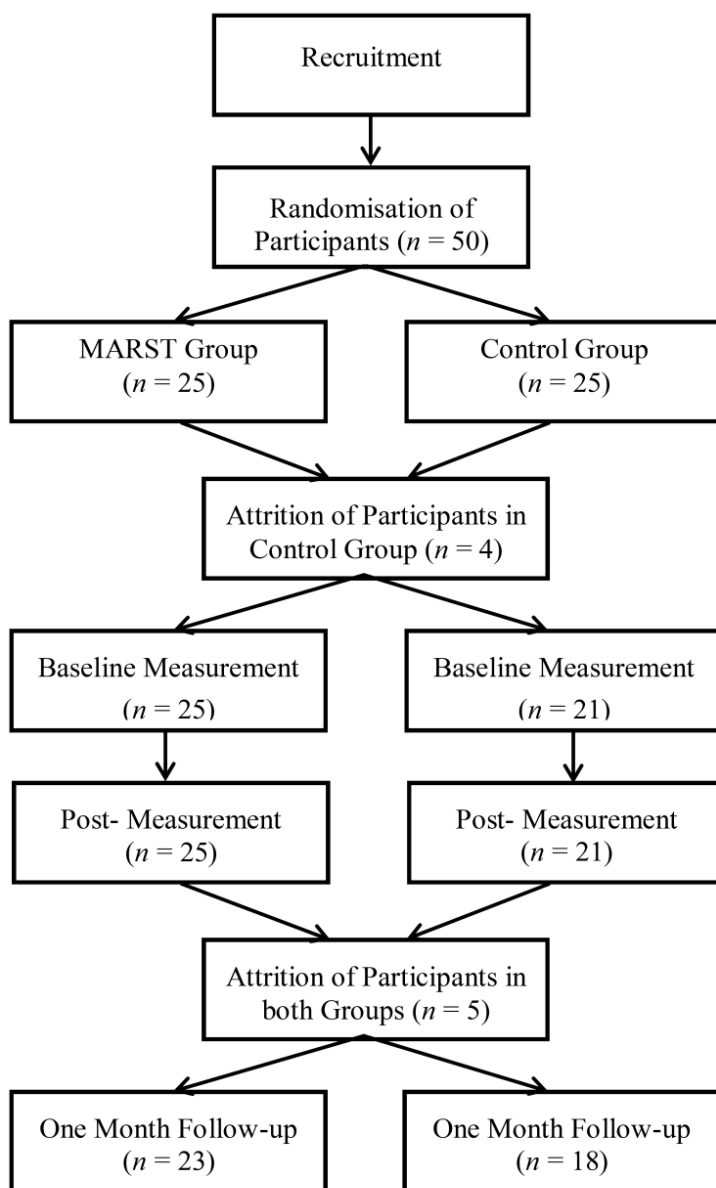 Recruitment
Randomisation of
Participants (n = 50)
MARST Group
(n = 25)
Control Group
(n = 25)
Attrition of Participants in
Control Group (n = 4)
Baseline Measurement
(n = 25)
Baseline Measurement
(n = 21)
Post- Measurement
(n = 25)
Post- Measurement
(n = 21)
Attrition of Participants in
both Groups (n = 5)
One Month Follow-up
(n = 23)
One Month Follow-up
(n = 18)